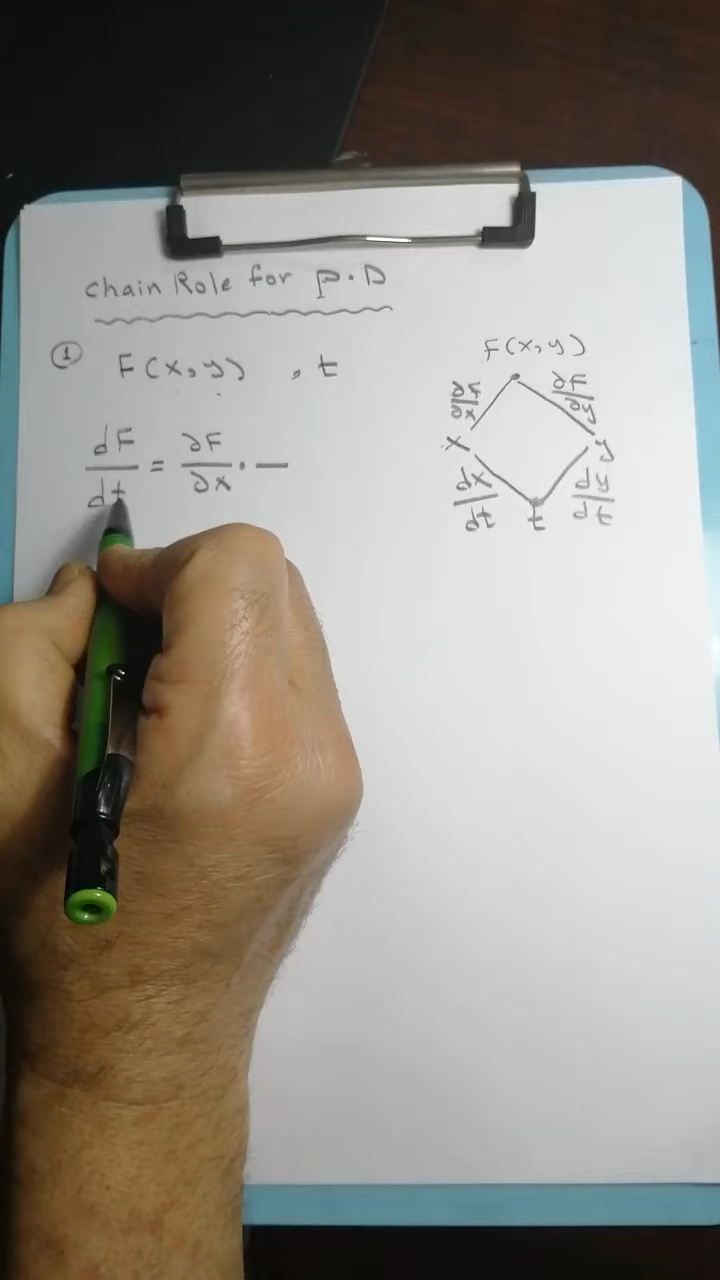 Chain Role for P.D
① F(x,y) , t
dF/dt = ∂F/∂x · —
F(x,y)
∂F/∂x ∂F/∂y
x y
dx/dt t dy/dt